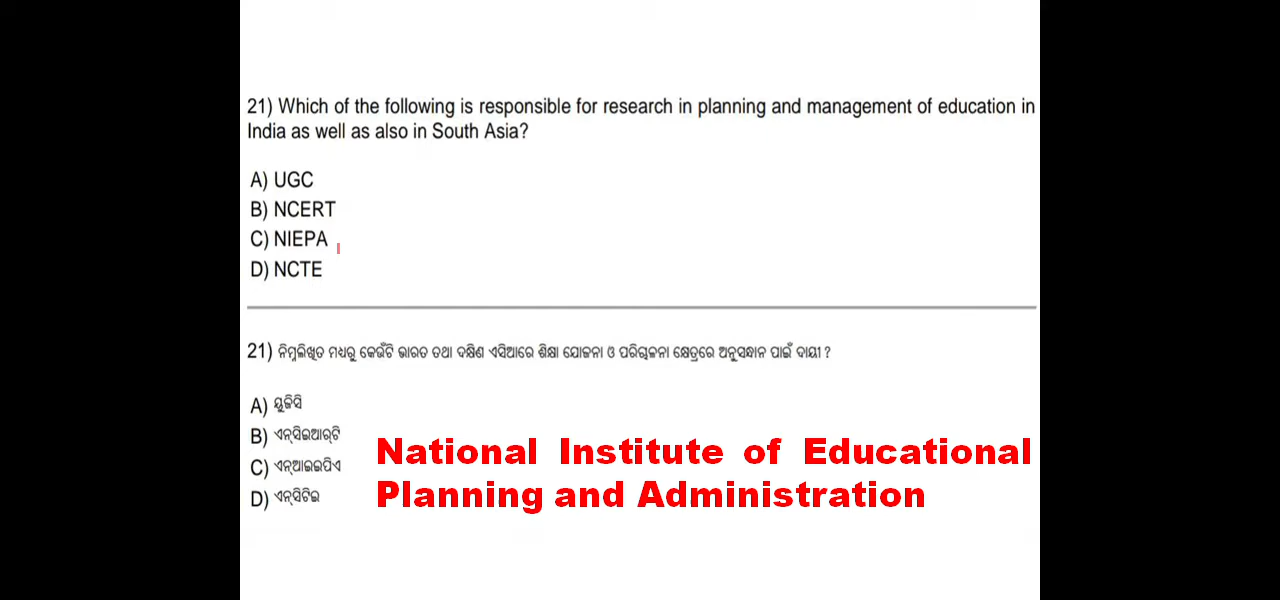 21) Which of the following is responsible for research in planning and management of education in
India as well as also in South Asia?
A) UGC
B) NCERT
C) NIEPA
D) NCTE
21) ନିମ୍ନଲିଖିତ ମଧ୍ୟରୁ କେଉଁଟି ଭାରତ ତଥା ଦକ୍ଷିଣ ଏସିଆରେ ଶିକ୍ଷା ଯୋଜନା ଓ ପରିଚାଳନା କ୍ଷେତ୍ରରେ ଅନୁସନ୍ଧାନ ପାଇଁ ଦାୟୀ ?
A) ୟୁଜିସି
B) ଏନ୍‌ସିଇଆର୍‌ଟି
C) ଏନ୍‌ଆଇଇପିଏ
D) ଏନ୍‌ସିଟିଇ
National Institute of Educational
Planning and Administration